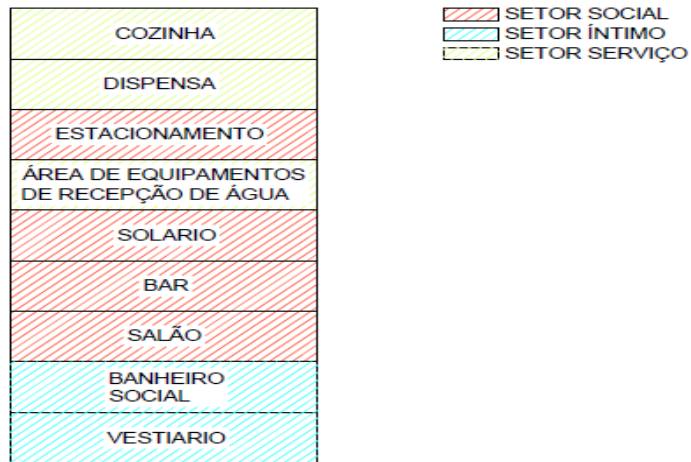 COZINHA
DISPENSA
ESTACIONAMENTO
ÁREA DE EQUIPAMENTOS
DE RECEPÇÃO DE ÁGUA
SOLARIO
BAR
SALÃO
BANHEIRO
SOCIAL
VESTIARIO
SETOR SOCIAL
SETOR ÍNTIMO
SETOR SERVIÇO